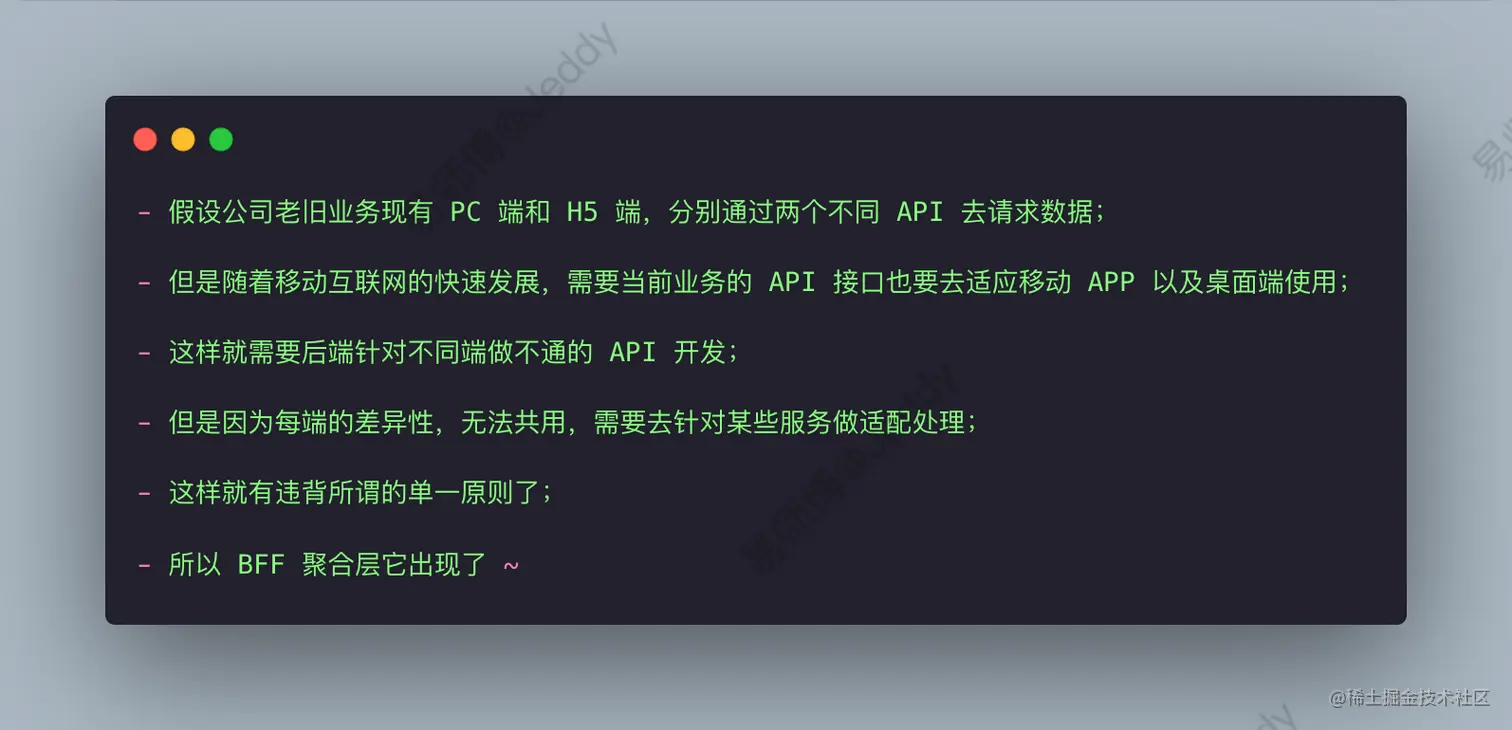 - 假设公司老旧业务现有 PC 端和 H5 端，分别通过两个不同 API 去请求数据；
- 但是随着移动互联网的快速发展，需要当前业务的 API 接口也要去适应移动 APP 以及桌面端使用；
- 这样就需要后端针对不同端做不通的 API 开发；
- 但是因为每端的差异性，无法共用，需要去针对某些服务做适配处理；
- 这样就有违背所谓的单一原则了；
- 所以 BFF 聚合层它出现了 ~
@稀土掘金技术社区